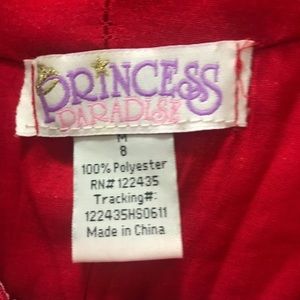 PRINCESS
PARADISE
M
8
100% Polyester
RN# 122435
Tracking#:
122435HS0611
Made in China